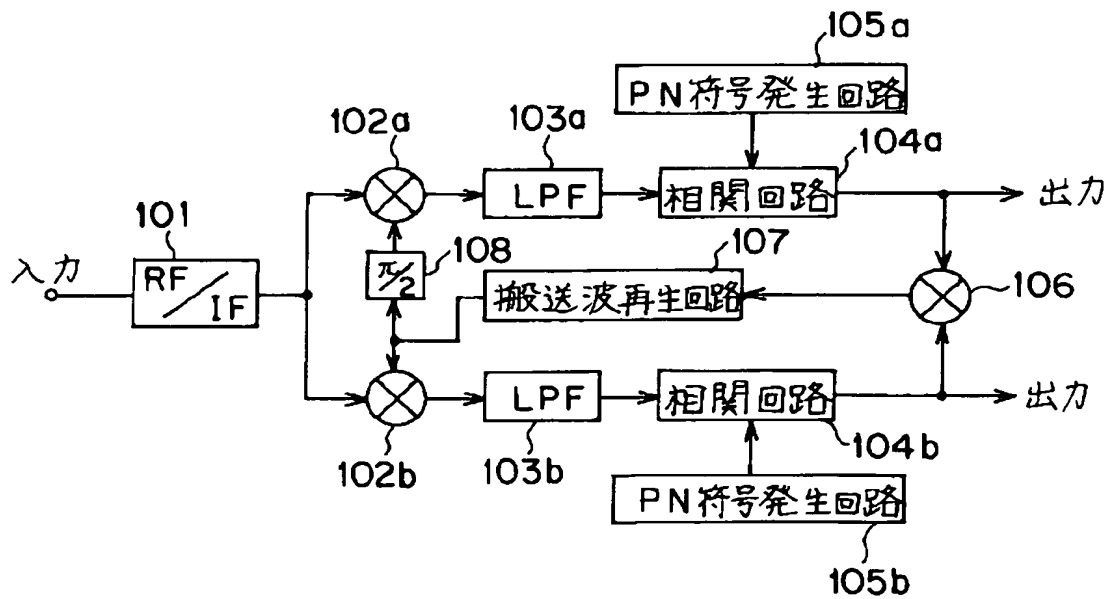 105a
PN符号発生回路
102a
103a
104a
LPF
相関回路
出力
101
108
107
入力
RF/IF
π/2
搬送波再生回路
106
LPF
相関回路
出力
102b
103b
104b
PN符号発生回路
105b